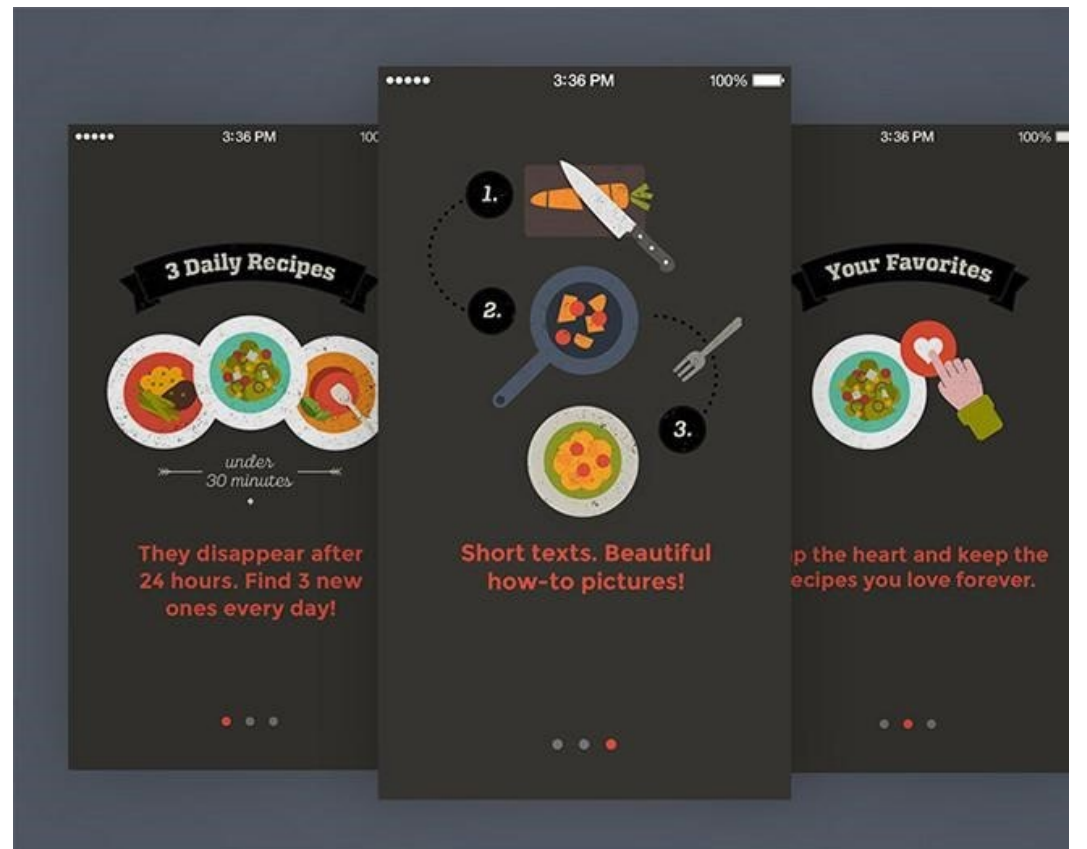 3:36 PM
3 Daily Recipes
under
30 minutes
They disappear after
24 hours. Find 3 new
ones every day!
3:36 PM 100%
1.
2.
3.
Short texts. Beautiful
how-to pictures!
3:36 PM 100%
Your Favorites
the heart and keep the
you love forever.